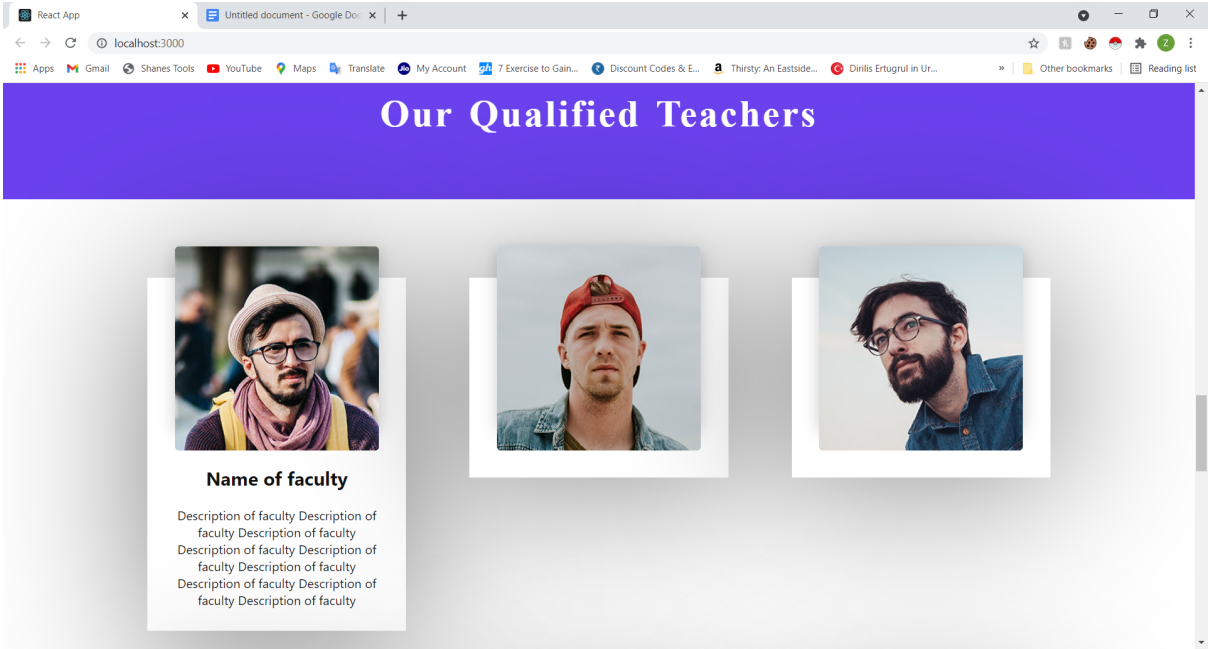 React App
Untitled document - Google Doc
localhost:3000
Z
Apps
Gmail
Shanes Tools
YouTube
Maps
Translate
Jio
My Account
gh
7 Exercise to Gain...
Discount Codes & E...
a
Thirsty: An Eastside...
Dirilis Ertugrul in Ur...
»
Other bookmarks
Reading list
Our Qualified Teachers
Name of faculty
Description of faculty Description of
faculty Description of faculty
Description of faculty Description of
faculty Description of faculty
Description of faculty Description of
faculty Description of faculty